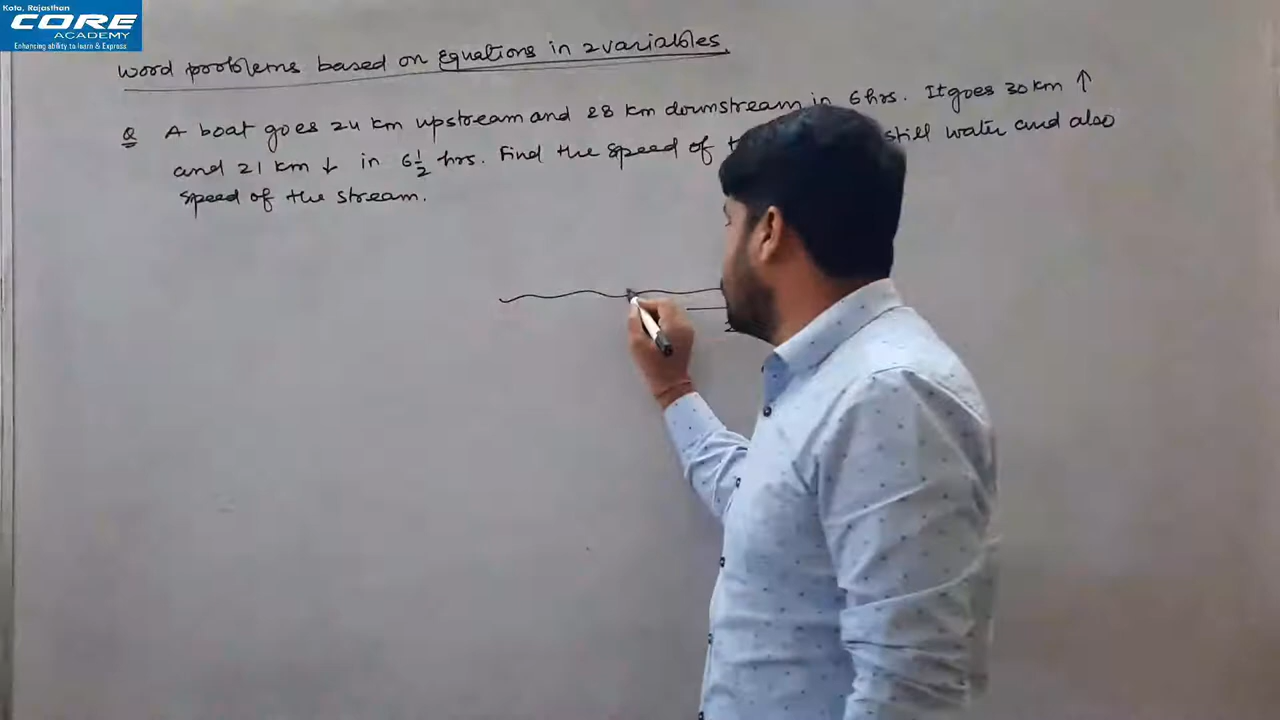 Kota, Rajasthan
CORE
ACADEMY
Enhancing ability to learn & Express
word problems based on Equations in 2 variables.
Q A boat goes 24 km upstream and 28 km downstream in 6 hrs. It goes 30 km ↑
and 21 km ↓ in 6 1/2 hrs. Find the speed of still water and also
speed of the stream.